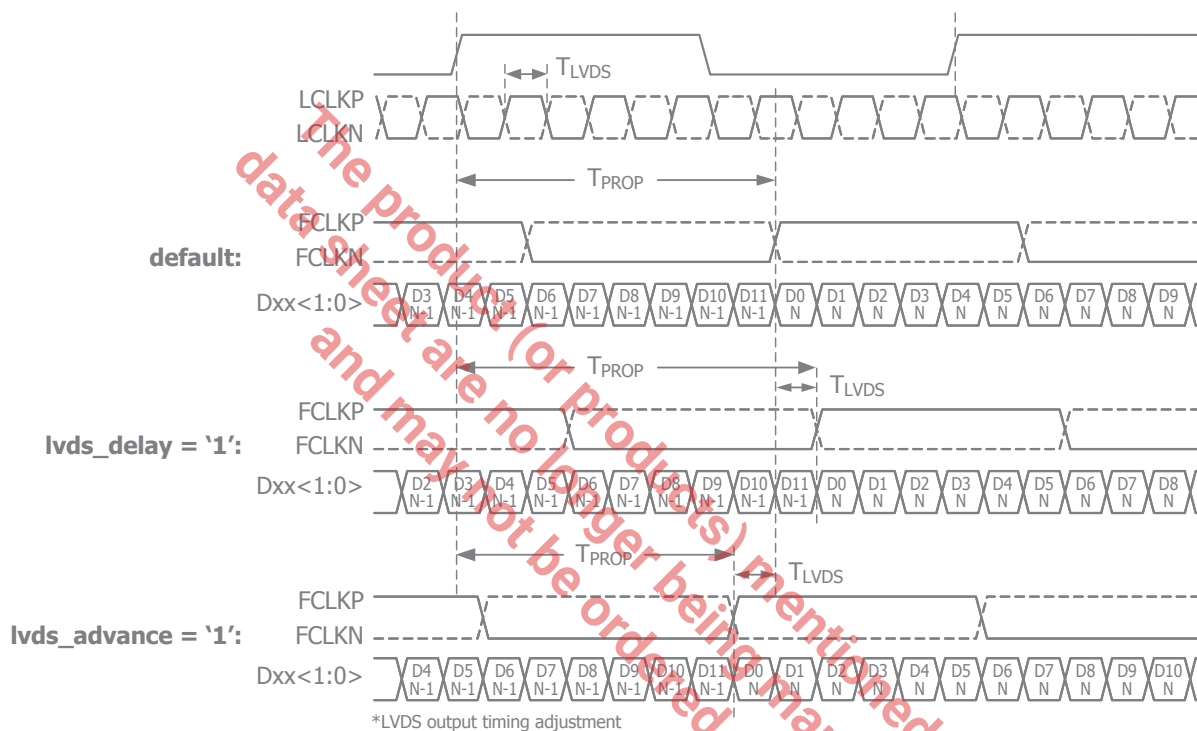 TLVDS
LCLKP
LCLKN
TPROP
FCLKP
default: FCLKN
Dxx<1:0> D3 N-1 D4 N-1 D5 N-1 D6 N-1 D7 N-1 D8 N-1 D9 N-1 D10 N-1 D11 N-1 D0 N D1 N D2 N D3 N D4 N D5 N D6 N D7 N D8 N D9 N
TPROP
TLVDS
FCLKP
lvds_delay = ‘1’: FCLKN
Dxx<1:0> D2 N-1 D3 N-1 D4 N-1 D5 N-1 D6 N-1 D7 N-1 D8 N-1 D9 N-1 D10 N-1 D11 N-1 D0 N D1 N D2 N D3 N D4 N D5 N D6 N D7 N D8 N
TPROP
TLVDS
FCLKP
lvds_advance = ‘1’: FCLKN
Dxx<1:0> D4 N-1 D5 N-1 D6 N-1 D7 N-1 D8 N-1 D9 N-1 D10 N-1 D11 N-1 D0 N D1 N D2 N D3 N D4 N D5 N D6 N D7 N D8 N D9 N D10 N
*LVDS output timing adjustment
The product (or products) mentioned
data sheet are no longer being
and may not be ordered